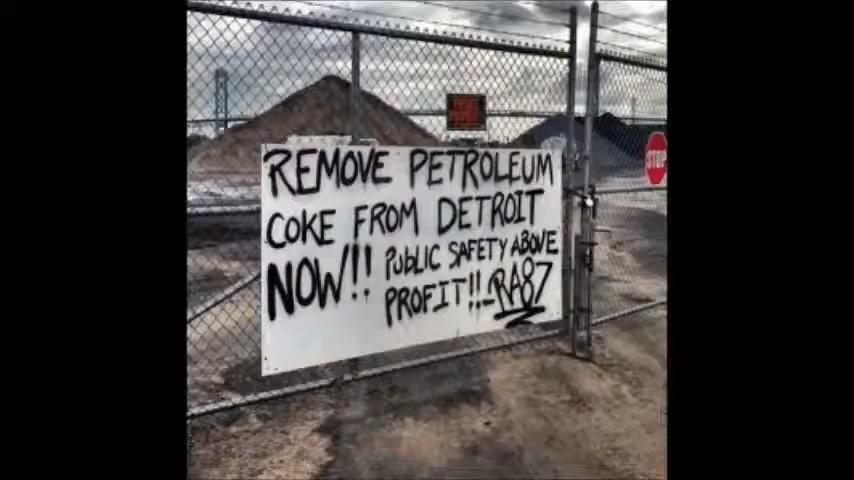 REMOVE PETROLEUM
COKE FROM DETROIT
NOW!! PUBLIC SAFETY ABOVE
PROFIT!! -RA87
STOP